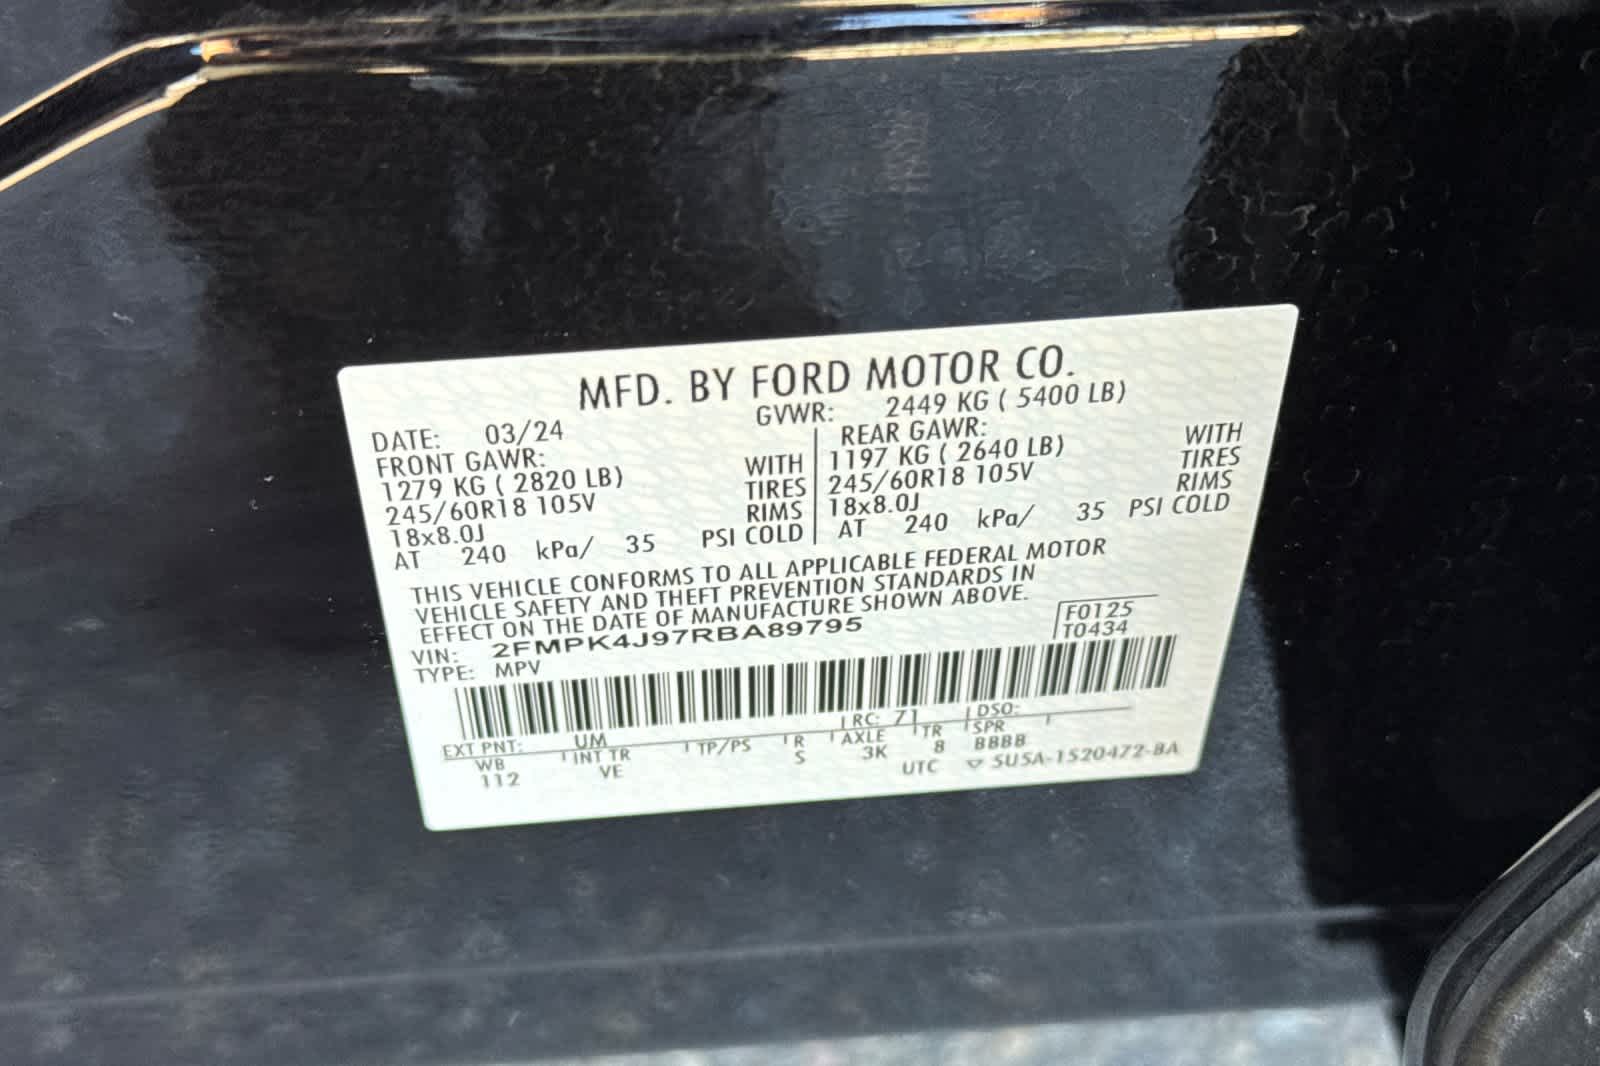 MFD. BY FORD MOTOR CO.
DATE: 03/24 GVWR: 2449 KG ( 5400 LB)
FRONT GAWR: REAR GAWR:
1279 KG ( 2820 LB) WITH 1197 KG ( 2640 LB) WITH
245/60R18 105V TIRES 245/60R18 105V TIRES
18x8.0J RIMS 18x8.0J RIMS
AT 240 kPa/ 35 PSI COLD AT 240 kPa/ 35 PSI COLD
THIS VEHICLE CONFORMS TO ALL APPLICABLE FEDERAL MOTOR
VEHICLE SAFETY AND THEFT PREVENTION STANDARDS IN
EFFECT ON THE DATE OF MANUFACTURE SHOWN ABOVE.
VIN: 2FMPK4J97RBA89795 F0125
TYPE: MPV T0434
EXT PNT: UM RC: 71 DSO:
WB INT TR TP/PS R AXLE TR SPR
112 VE S 3K 8 BBBB
UTC ▽ 5U5A-1520472-BA